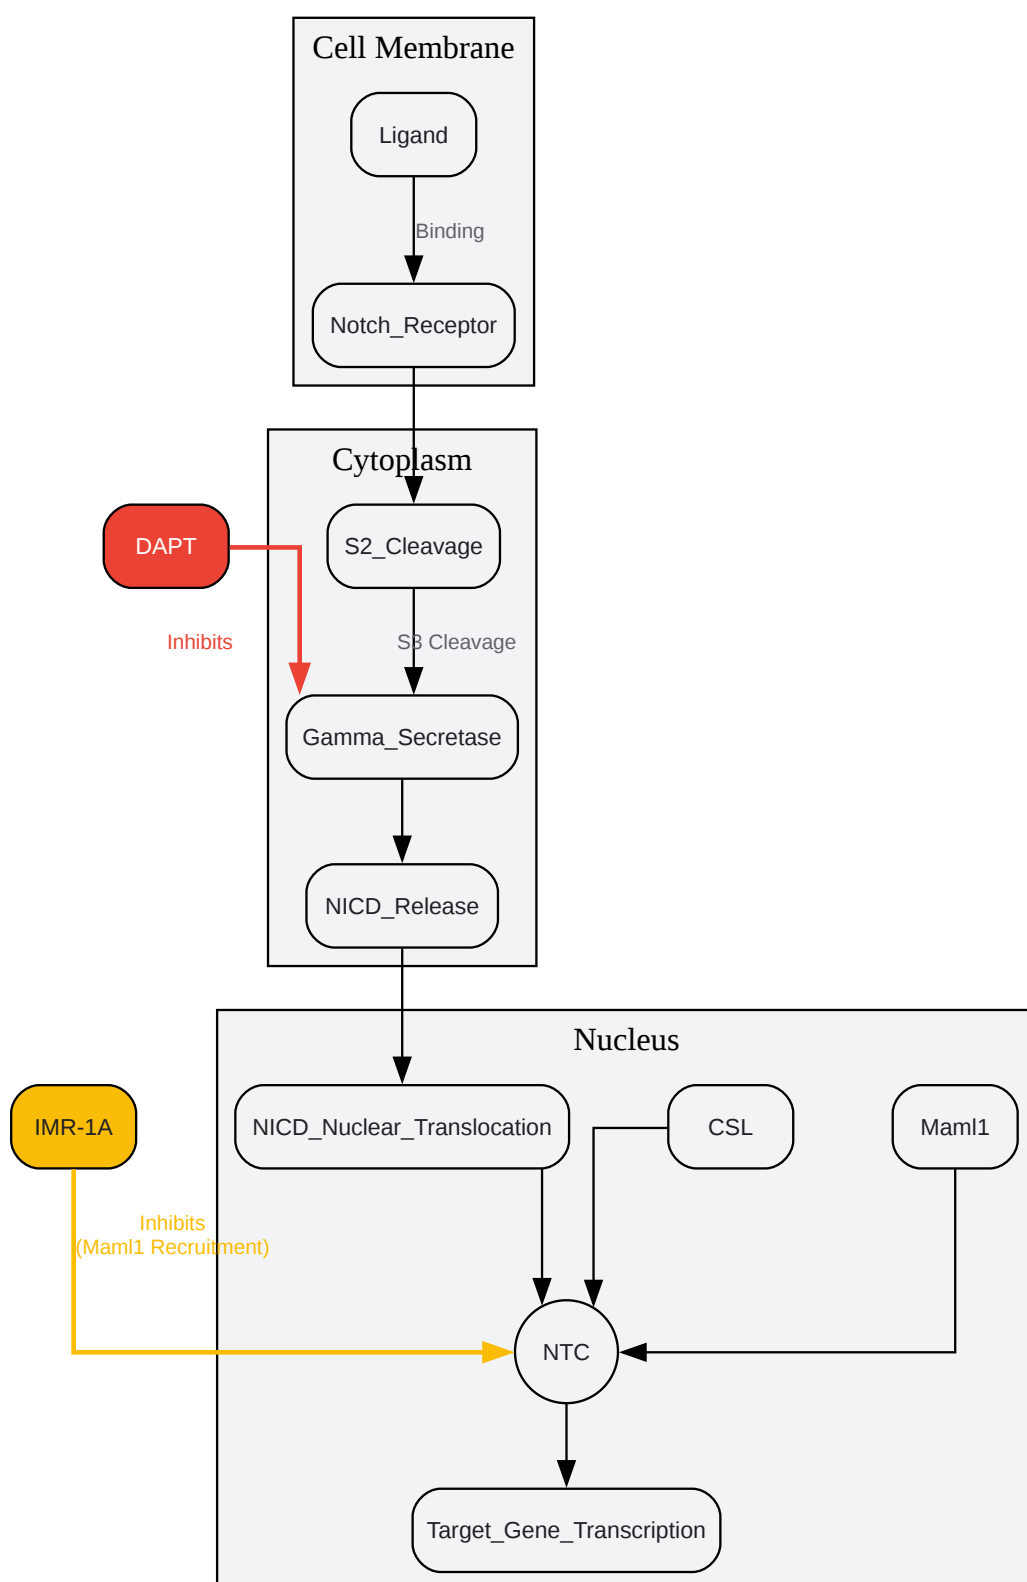 Cell Membrane
Ligand
Binding
Notch_Receptor
Cytoplasm
DAPT
S2_Cleavage
Inhibits
S3 Cleavage
Gamma_Secretase
NICD_Release
Nucleus
IMR-1A
NICD_Nuclear_Translocation
CSL
Maml1
Inhibits
(Maml1 Recruitment)
NTC
Target_Gene_Transcription